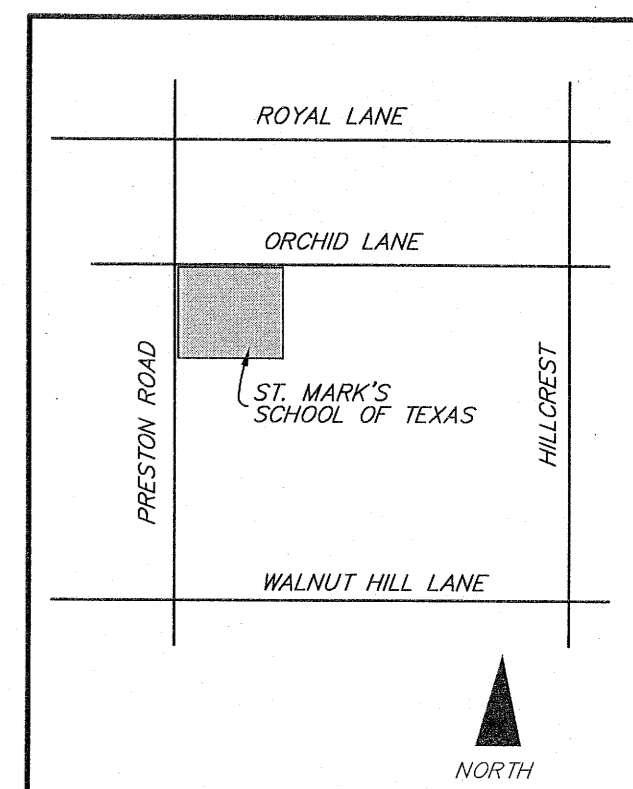 ROYAL LANE
ORCHID LANE
PRESTON ROAD
ST. MARK'S
SCHOOL OF TEXAS
HILLCREST
WALNUT HILL LANE
NORTH